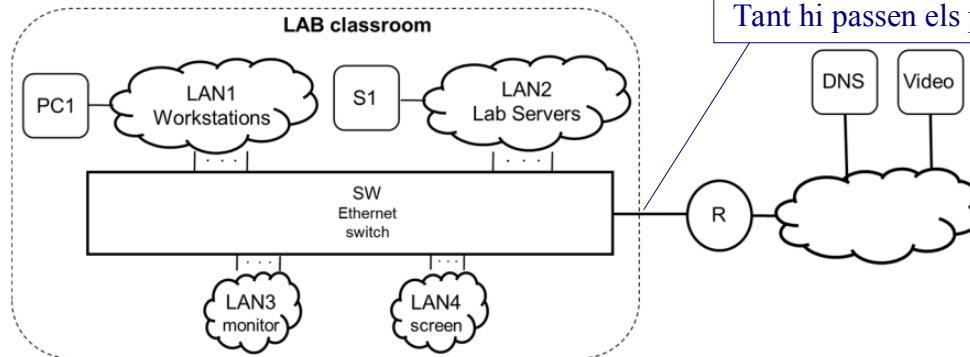 LAB classroom
Tant hi passen els
PC1
LAN1
Workstations
S1
LAN2
Lab Servers
DNS
Video
SW
Ethernet
switch
R
LAN3
monitor
LAN4
screen